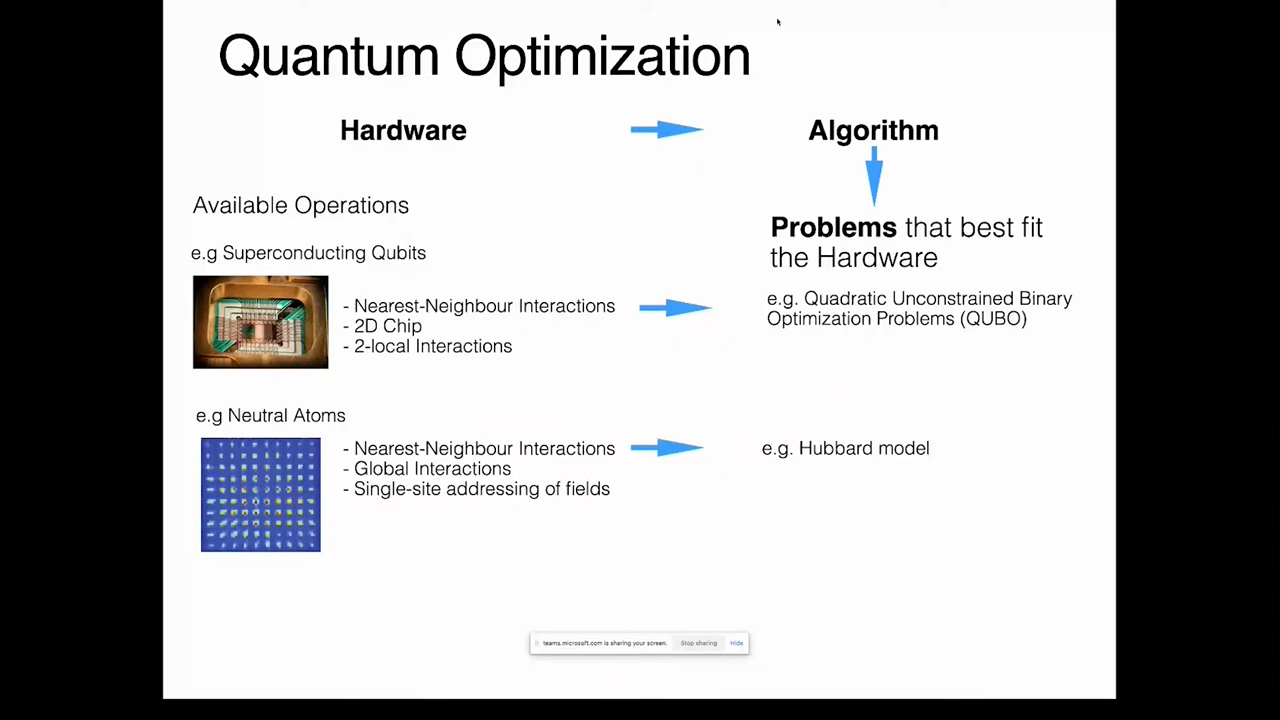 Quantum Optimization
Hardware
Algorithm
Available Operations
Problems that best fit
the Hardware
e.g Superconducting Qubits
- Nearest-Neighbour Interactions
- 2D Chip
- 2-local Interactions
e.g. Quadratic Unconstrained Binary
Optimization Problems (QUBO)
e.g Neutral Atoms
- Nearest-Neighbour Interactions
- Global Interactions
- Single-site addressing of fields
e.g. Hubbard model
teams.microsoft.com is sharing your screen.
Stop sharing
Hide